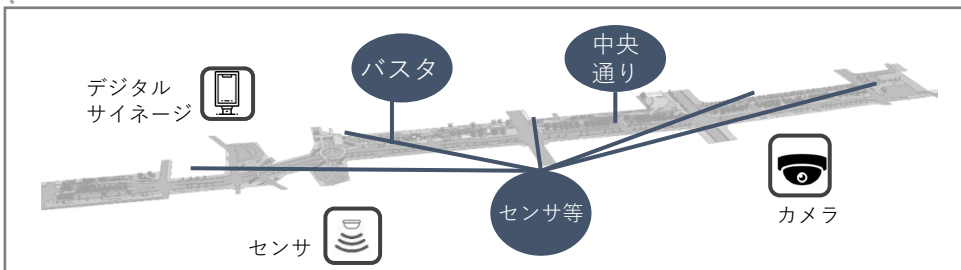 デジタル
サイネージ
バスタ
中央
通り
センサ等
センサ
カメラ